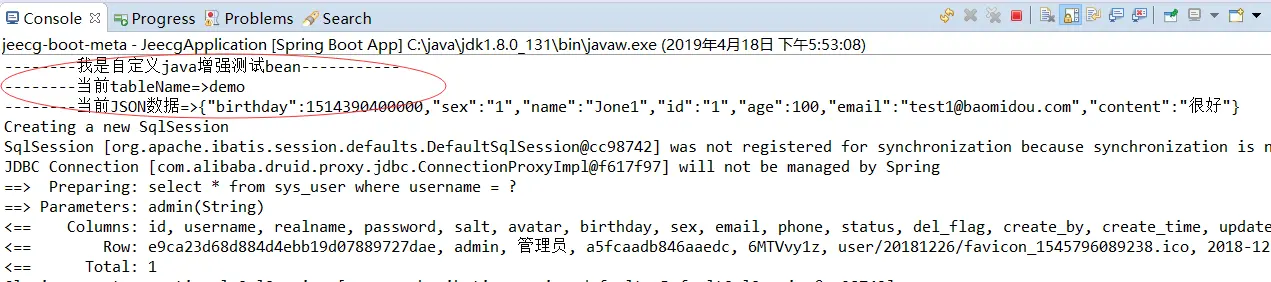 Console Progress Problems Search
jeecg-boot-meta - JeecgApplication [Spring Boot App] C:\java\jdk1.8.0_131\bin\javaw.exe (2019年4月18日 下午5:53:08)
--------我是自定义java增强测试bean-----------
--------当前tableName=>demo
--------当前JSON数据=>{"birthday":1514390400000,"sex":"1","name":"Jone1","id":"1","age":100,"email":"test1@baomidou.com","content":"很好"}
Creating a new SqlSession
SqlSession [org.apache.ibatis.session.defaults.DefaultSqlSession@cc98742] was not registered for synchronization because synchronization is n
JDBC Connection [com.alibaba.druid.proxy.jdbc.ConnectionProxyImpl@f617f97] will not be managed by Spring
==>  Preparing: select * from sys_user where username = ?
==> Parameters: admin(String)
<==    Columns: id, username, realname, password, salt, avatar, birthday, sex, email, phone, status, del_flag, create_by, create_time, update
<==        Row: e9ca23d68d884d4ebb19d07889727dae, admin, 管理员, a5fcaadb846aaedc, 6MTVvy1z, user/20181226/favicon_1545796089238.ico, 2018-12
<==      Total: 1